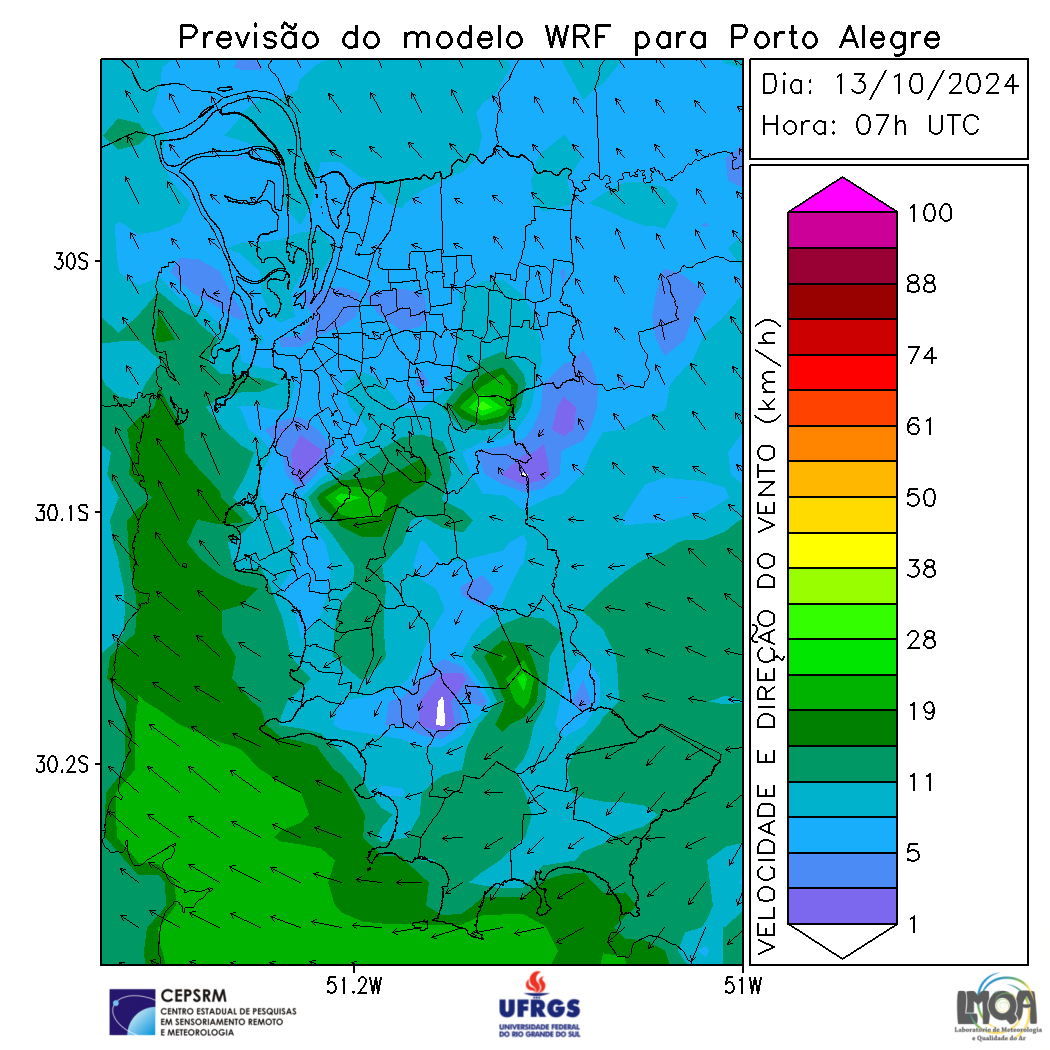 Previsão do modelo WRF para Porto Alegre
Dia: 13/10/2024
Hora: 07h UTC
30S
30.1S
30.2S
51.2W
51W
VELOCIDADE E DIREÇÃO DO VENTO (km/h)
100
88
74
61
50
38
28
19
11
5
1
CEPSRM
CENTRO ESTADUAL DE PESQUISAS
EM SENSORIAMENTO REMOTO
E METEOROLOGIA
UFRGS
UNIVERSIDADE FEDERAL
DO RIO GRANDE DO SUL
LMQA
Laboratório de Meteorologia
e Qualidade do Ar